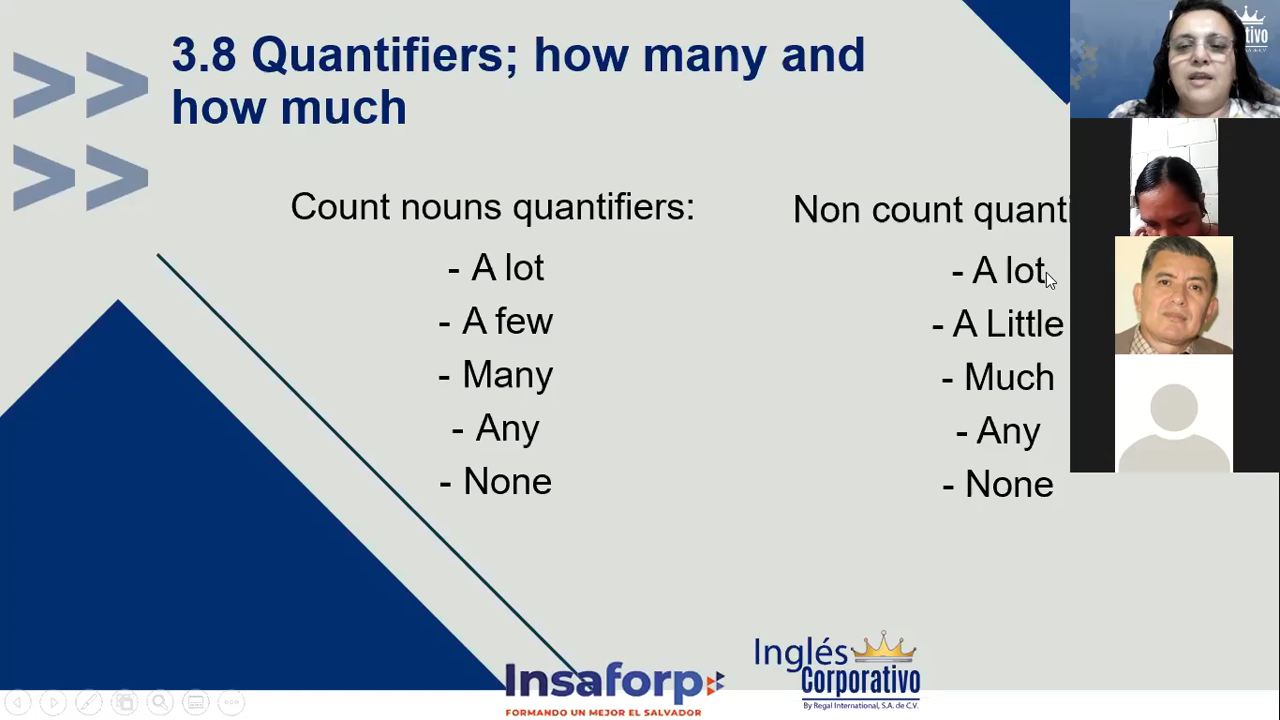 3.8 Quantifiers; how many and
how much
Count nouns quantifiers:
- A lot
- A few
- Many
- Any
- None
Non count
- A lot
- A Little
- Much
- Any
- None
Insaforp
FORMANDO UN MEJOR EL SALVADOR
Inglés
Corporativo
By Regal International, S.A. de C.V.